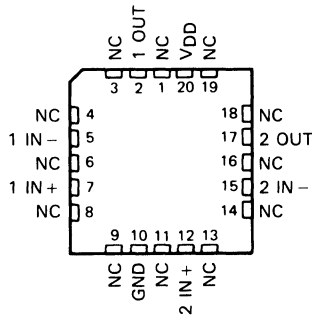 NC
1 OUT
NC
VDD
NC
3 2 1 20 19
NC 4
18 NC
1 IN −
5
17 2 OUT
NC 6
16 NC
1 IN +
7
15 2 IN −
NC 8
14 NC
9 10 11 12 13
NC
GND
NC
2 IN +
NC